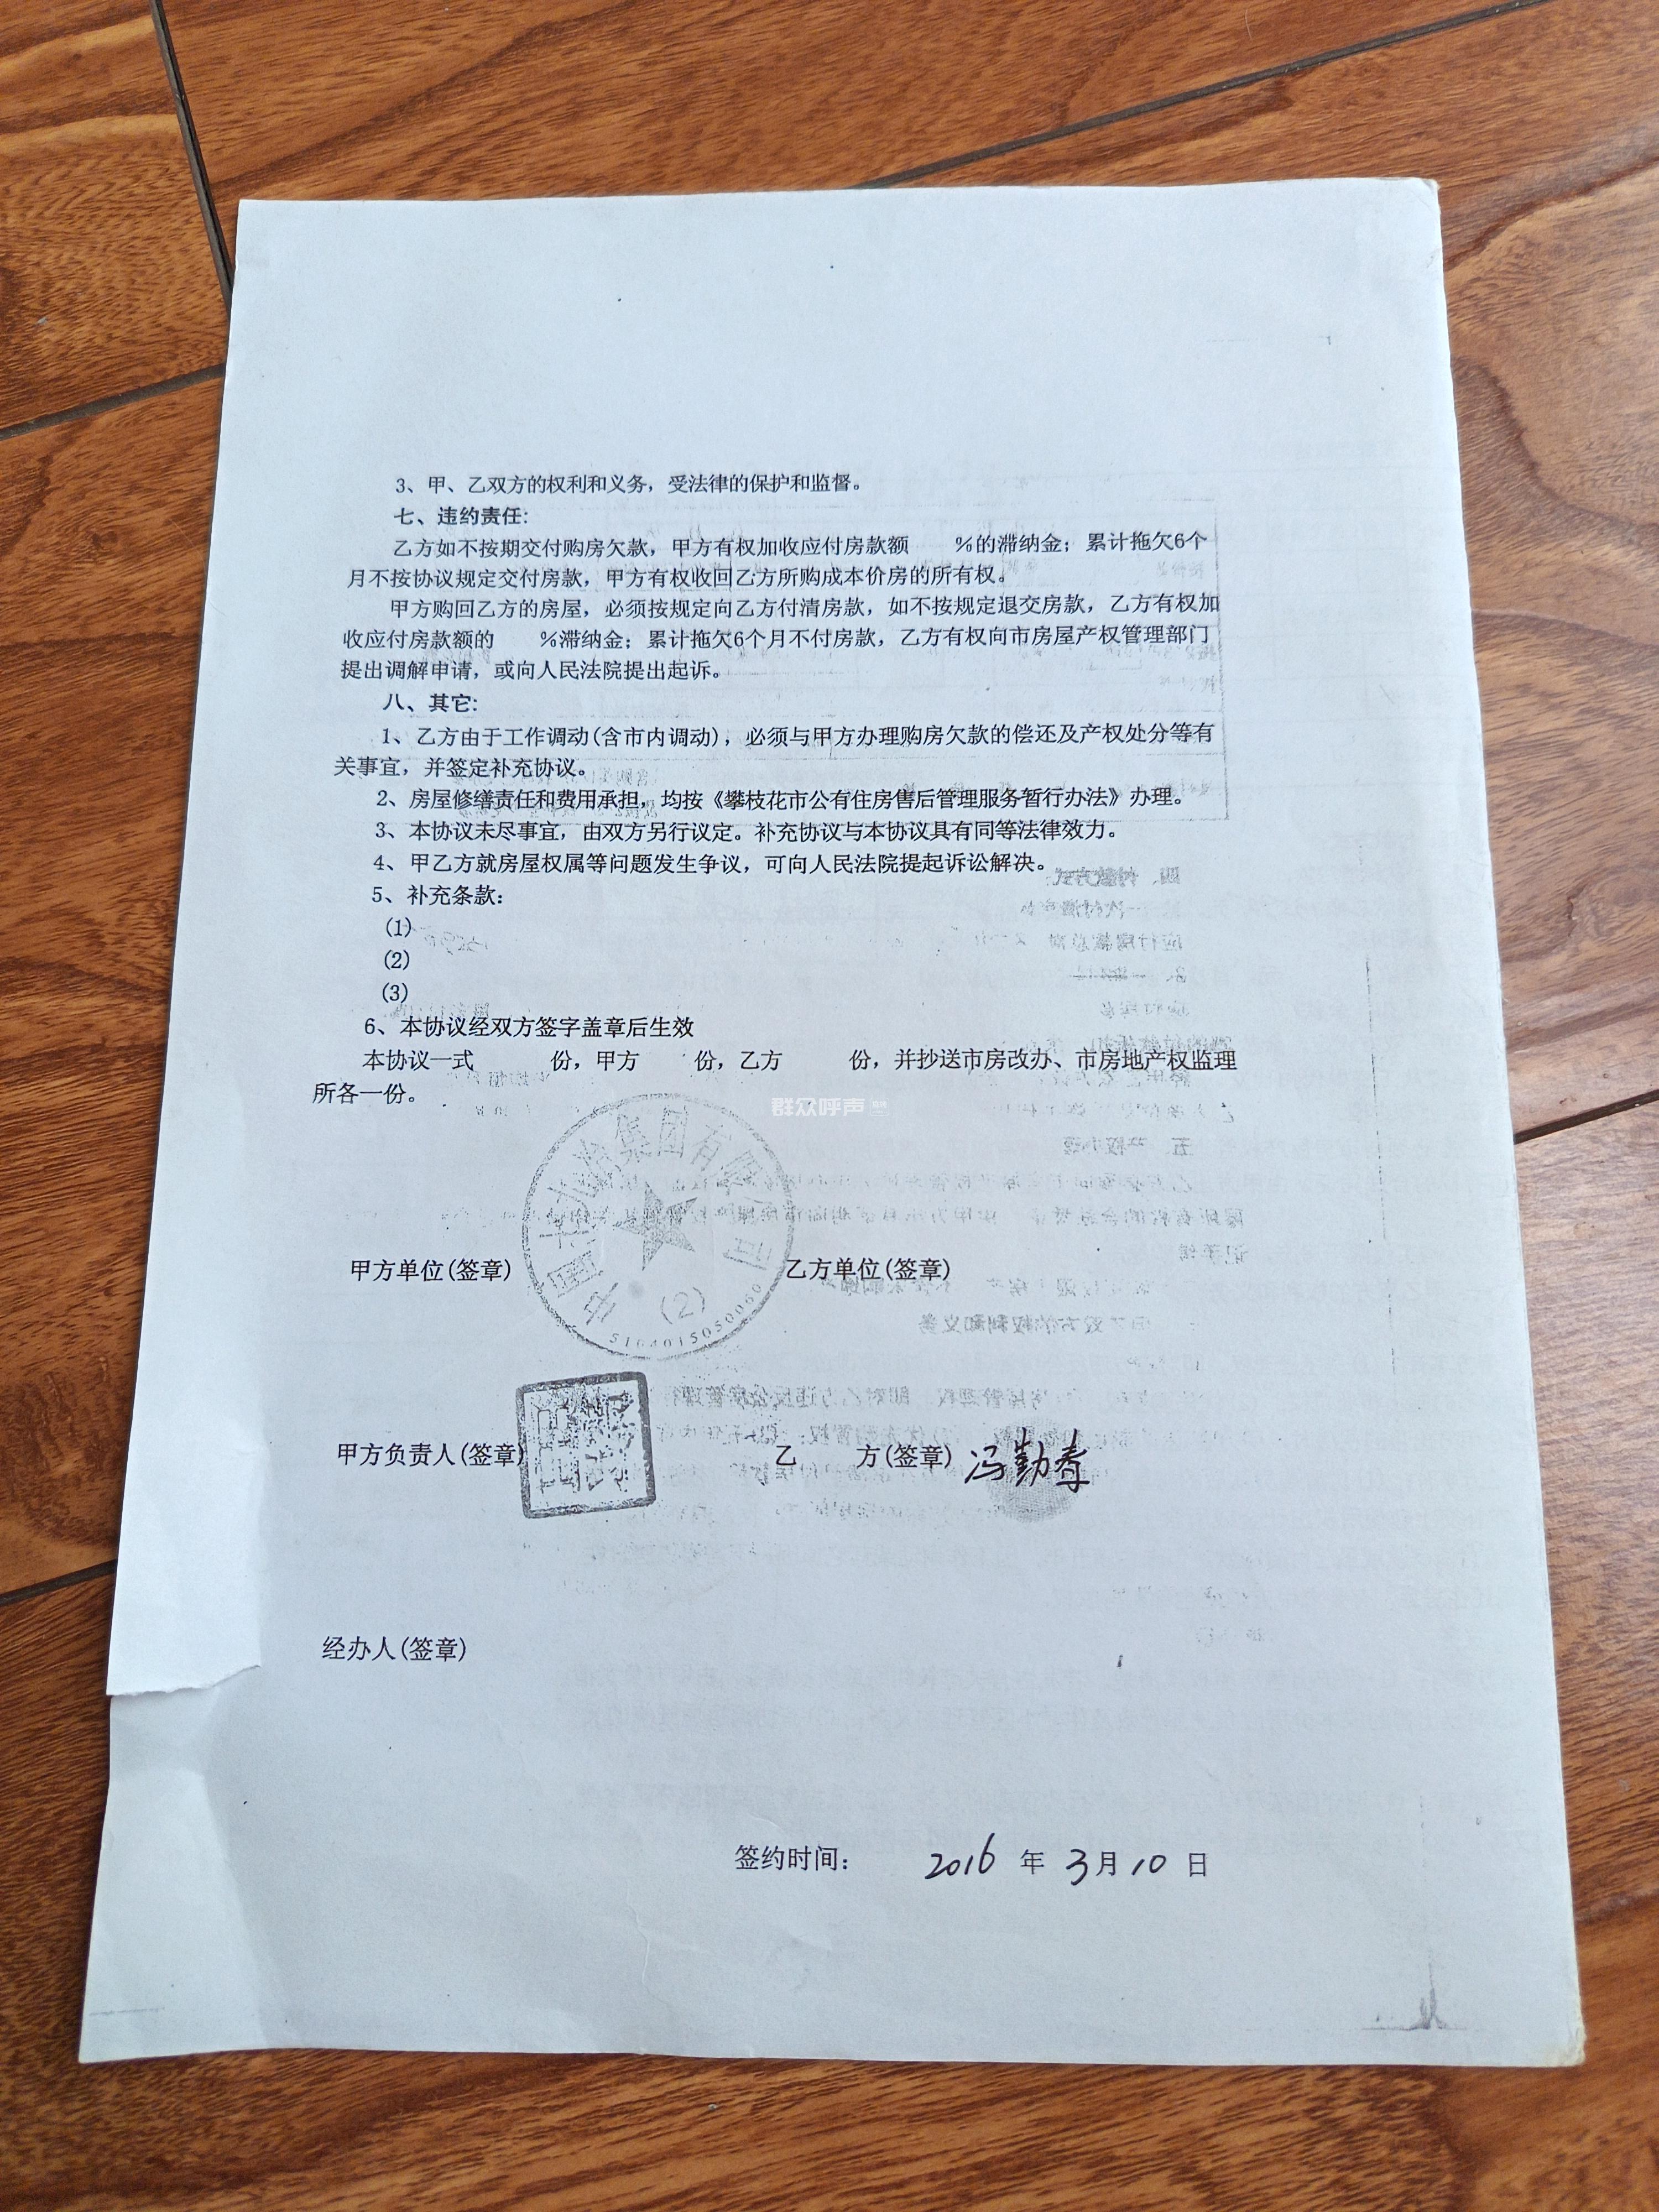 3、甲、乙双方的权利和义务，受法律的保护和监督。
七、违约责任：
乙方如不按期交付购房欠款，甲方有权加收应付房款额 %的滞纳金；累计拖欠6个
月不按协议规定交付房款，甲方有权收回乙方所购成本价房的所有权。
甲方购回乙方的房屋，必须按规定向乙方付清房款，如不按规定退交房款，乙方有权加
收应付房款额的 %滞纳金；累计拖欠6个月不付房款，乙方有权向市房屋产权管理部门
提出调解申请，或向人民法院提出起诉。
八、其它：
1、乙方由于工作调动(含市内调动)，必须与甲方办理购房欠款的偿还及产权处分等有
关事宜，并签定补充协议。
2、房屋修缮责任和费用承担，均按《攀枝花市公有住房售后管理服务暂行办法》办理。
3、本协议未尽事宜，由双方另行议定。补充协议与本协议具有同等法律效力。
4、甲乙方就房屋权属等问题发生争议，可向人民法院提起诉讼解决。
5、补充条款：
(1)
(2)
(3)
6、本协议经双方签字盖章后生效
本协议一式 份，甲方 份，乙方 份，并抄送市房改办、市房地产权监理
所各一份。
群众呼声
中国十九冶集团有限公司
(2)
5104015050060
甲方单位(签章) 乙方单位(签章)
甲方负责人(签章) 乙 方(签章) 冯勤春
经办人(签章)
签约时间： 2016 年 3月 10 日